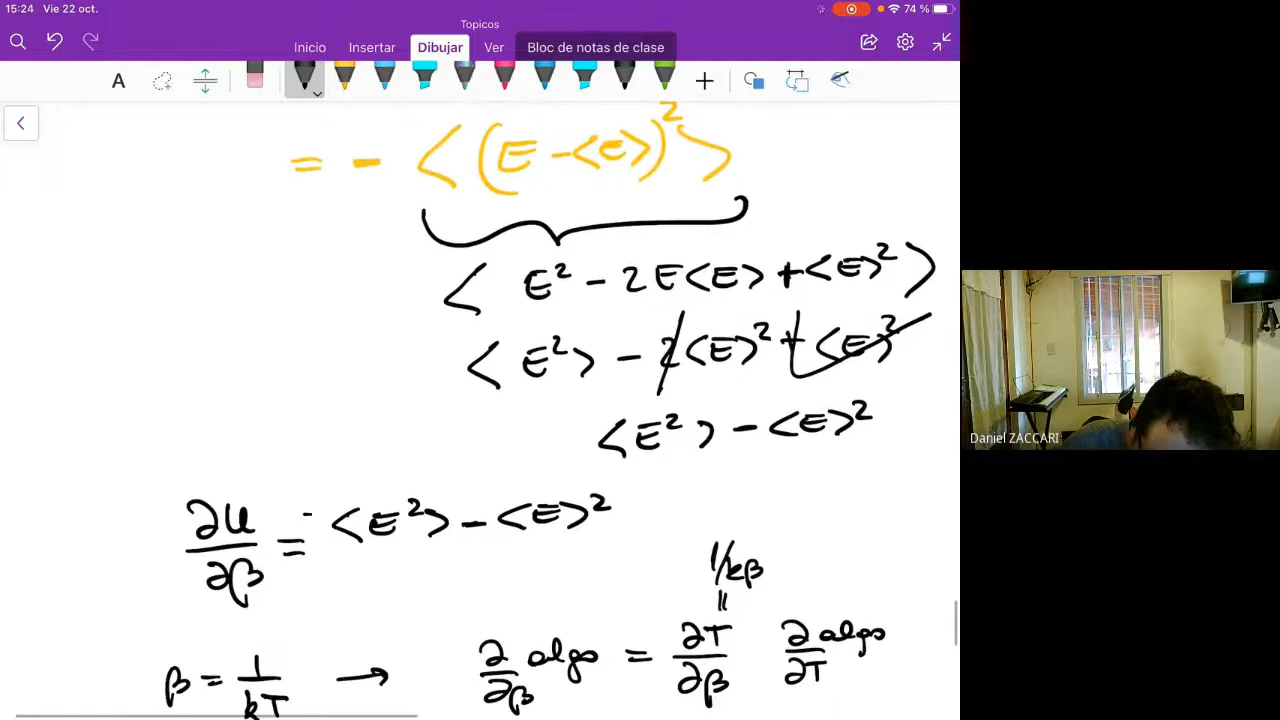 15:24 Vie 22 oct. 74 %
Topicos
Inicio Insertar Dibujar Ver Bloc de notas de clase
A
= - <(E - <E>)²>
< E² - 2E<E> + <E>² >
< E² > - 2<E>² + <E>²
<E²> - <E>²
∂U/∂β = - <E²> - <E>²
1/kβ
=
β = 1/kT → ∂/∂β algo = ∂T/∂β ∂/∂T algo
Daniel ZACCARI